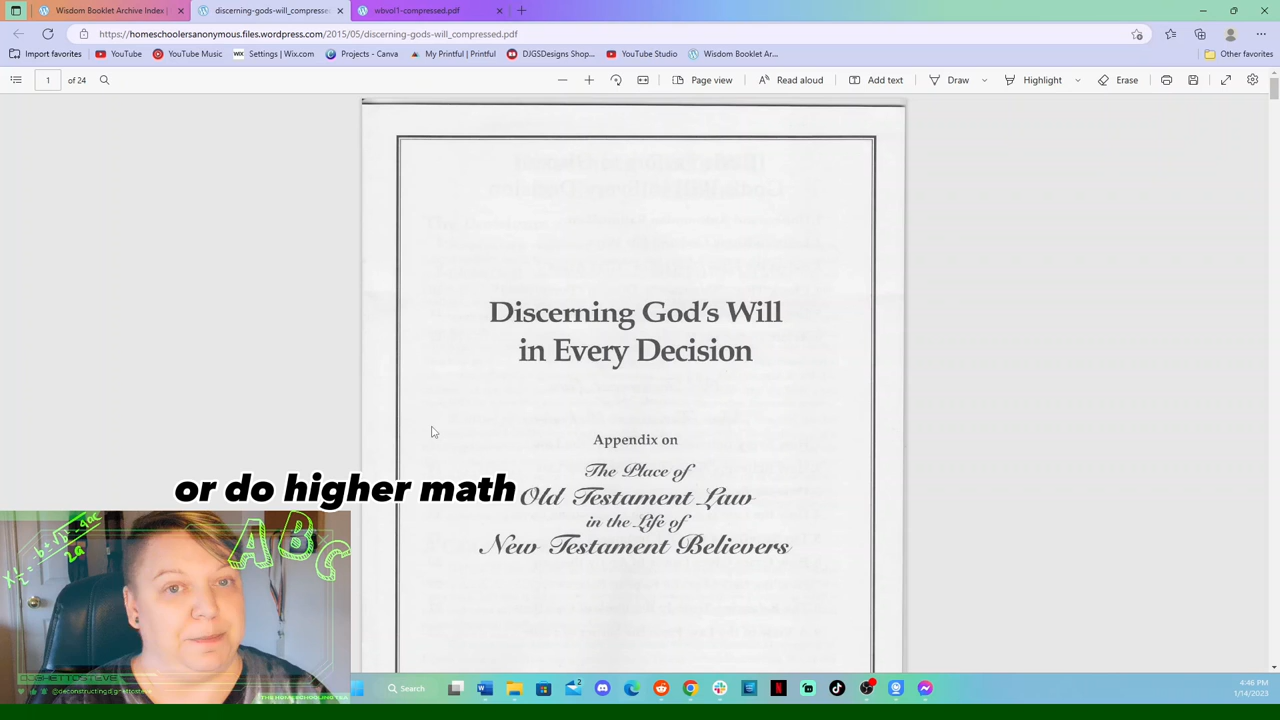 Wisdom Booklet Archive Index |
discerning-gods-will_compressed
wbvol1-compressed.pdf
https://homeschoolersanonymous.files.wordpress.com/2015/05/discerning-gods-will_compressed.pdf
Import favorites
YouTube
YouTube Music
WIX Settings | Wix.com
Projects - Canva
My Printful | Printful
DJGSDesigns Shop...
YouTube Studio
Wisdom Booklet Ar...
Other favorites
1 of 24
Page view
Read aloud
Add text
Draw
Highlight
Erase
Discerning God's Will
in Every Decision
Appendix on
The Place of
Old Testament Law
in the Life of
New Testament Believers
or do higher math
ABC
@deconstructingdjghettosteve
Search
4:46 PM
1/14/2023